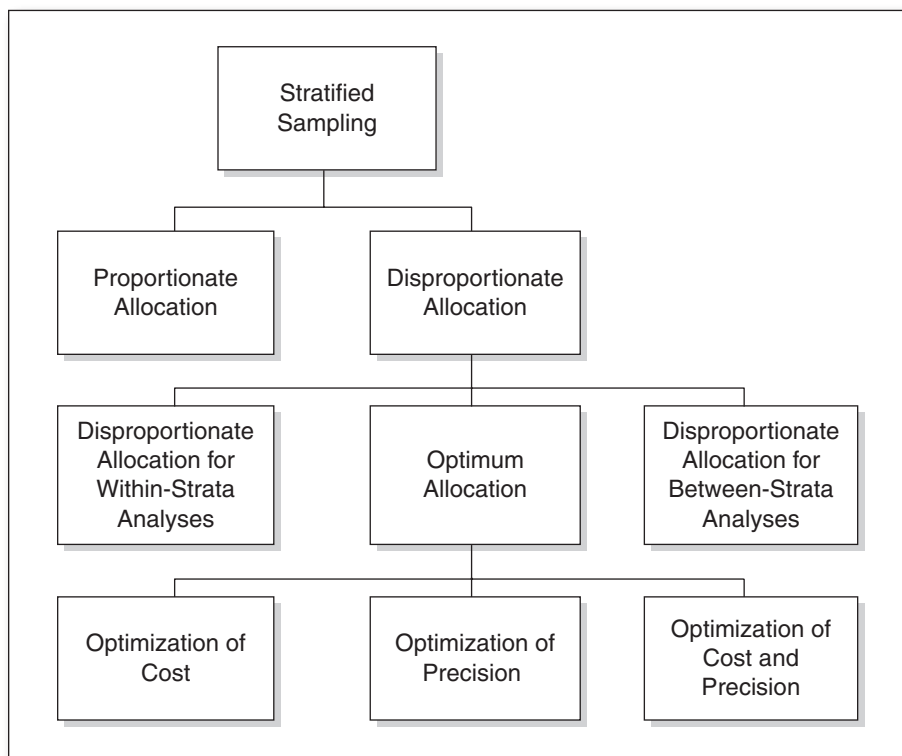 Stratified
Sampling
Proportionate
Allocation
Disproportionate
Allocation
Disproportionate
Allocation for
Within-Strata
Analyses
Optimum
Allocation
Disproportionate
Allocation for
Between-Strata
Analyses
Optimization of
Cost
Optimization of
Precision
Optimization of
Cost and
Precision